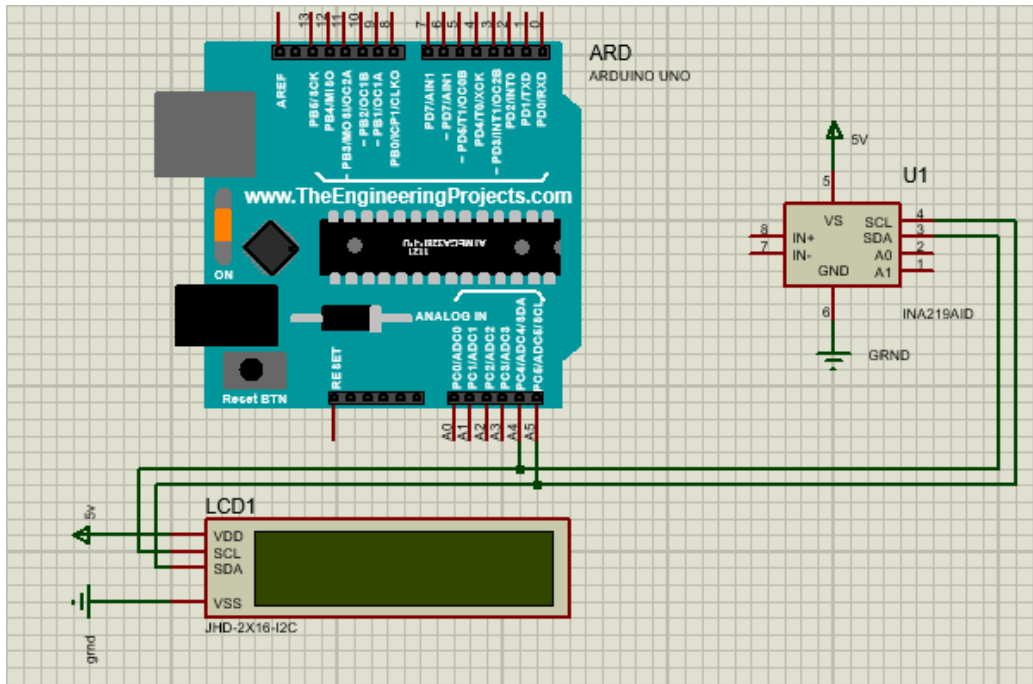 13
12
11
10
9
8
7
6
5
4
3
2
1
0
AREF
PB5/SCK
PB4/MISO
~ PB3/MOSI/OC2A
~ PB2/OC1B
~ PB1/OC1A
PB0/ICP1/CLKO
PD7/AIN1
~ PD7/AIN1
~ PD5/T1/OC0B
PD4/T0/XCK
~ PD3/INT1/OC2B
PD2/INT0
PD1/TXD
PD0/RXD
ARD
ARDUINO UNO
www.TheEngineeringProjects.com
ATMEGA328P-PU
1121
ON
ANALOG IN
RESET
Reset BTN
PC0/ADC0
PC1/ADC1
PC2/ADC2
PC3/ADC3
PC4/ADC4/SDA
PC5/ADC5/SCL
A0
A1
A2
A3
A4
A5
5V
U1
5
VS
8
IN+
7
IN-
SCL
4
SDA
3
A0
2
A1
1
GND
6
INA219AID
GRND
LCD1
5v
VDD
SCL
SDA
VSS
grnd
JHD-2X16-I2C